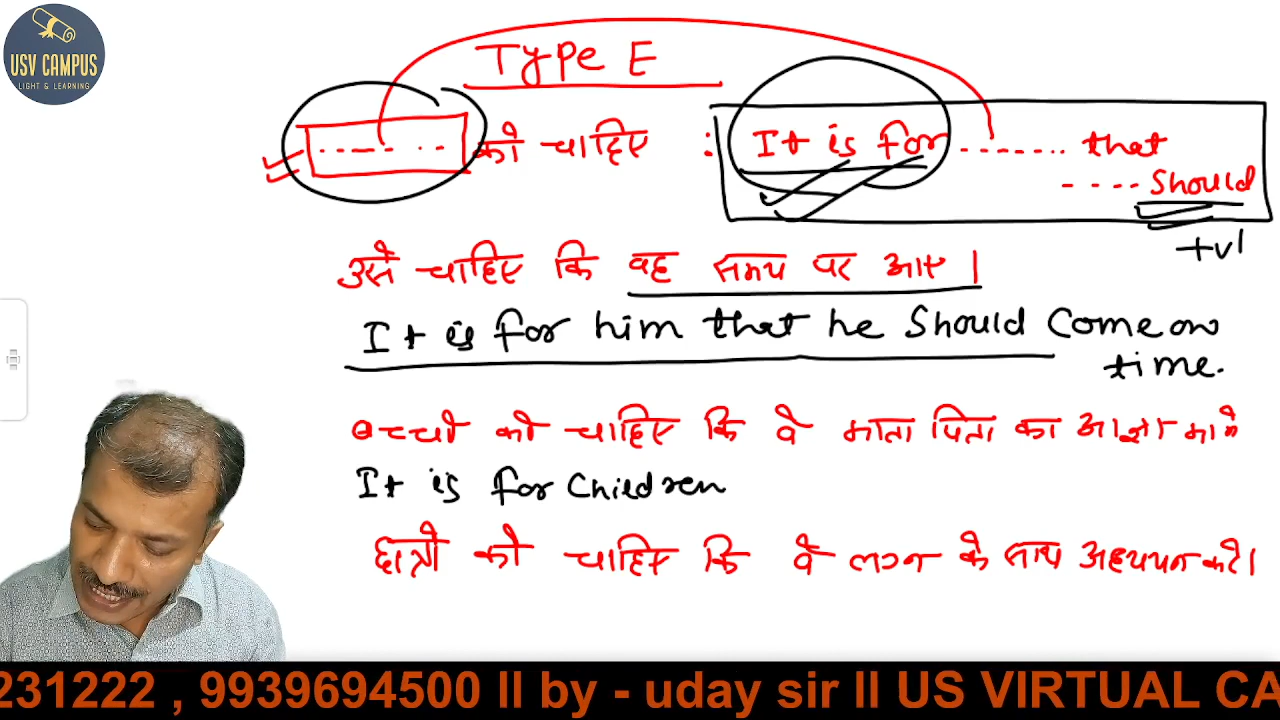 USV CAMPUS
LIGHT & LEARNING
Type E
........ को चाहिए : It is for ........ that
..... Should
+v1
उसे चाहिए कि वह समय पर आए ।
It is for him that he Should Come on
time.
बच्चों को चाहिए कि वे माता पिता का आज्ञा माने
It is for Children
छात्रों को चाहिए कि वे लगन के साथ अध्ययन करें।
231222 , 9939694500 ll by - uday sir ll US VIRTUAL CA